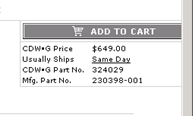 ADD TO CART
CDW•G Price $649.00
Usually Ships Same Day
CDW•G Part No. 324029
Mfg. Part No. 230398-001